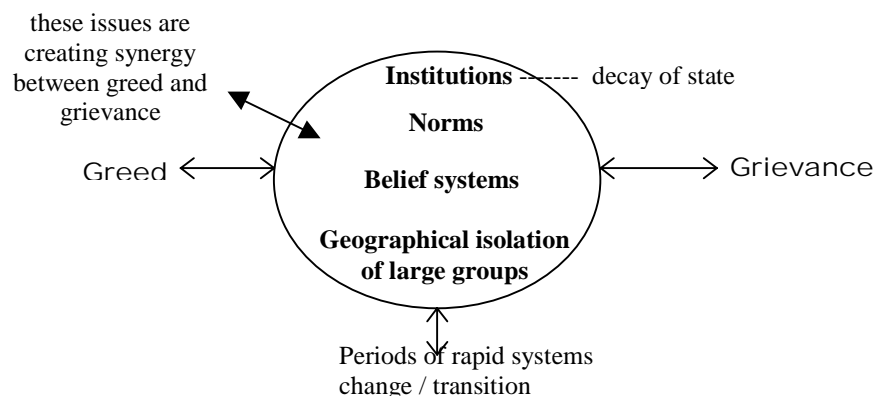 these issues are
creating synergy
between greed and
grievance
Institutions ------- decay of state
Norms
Greed
Belief systems
Grievance
Geographical isolation
of large groups
Periods of rapid systems
change / transition